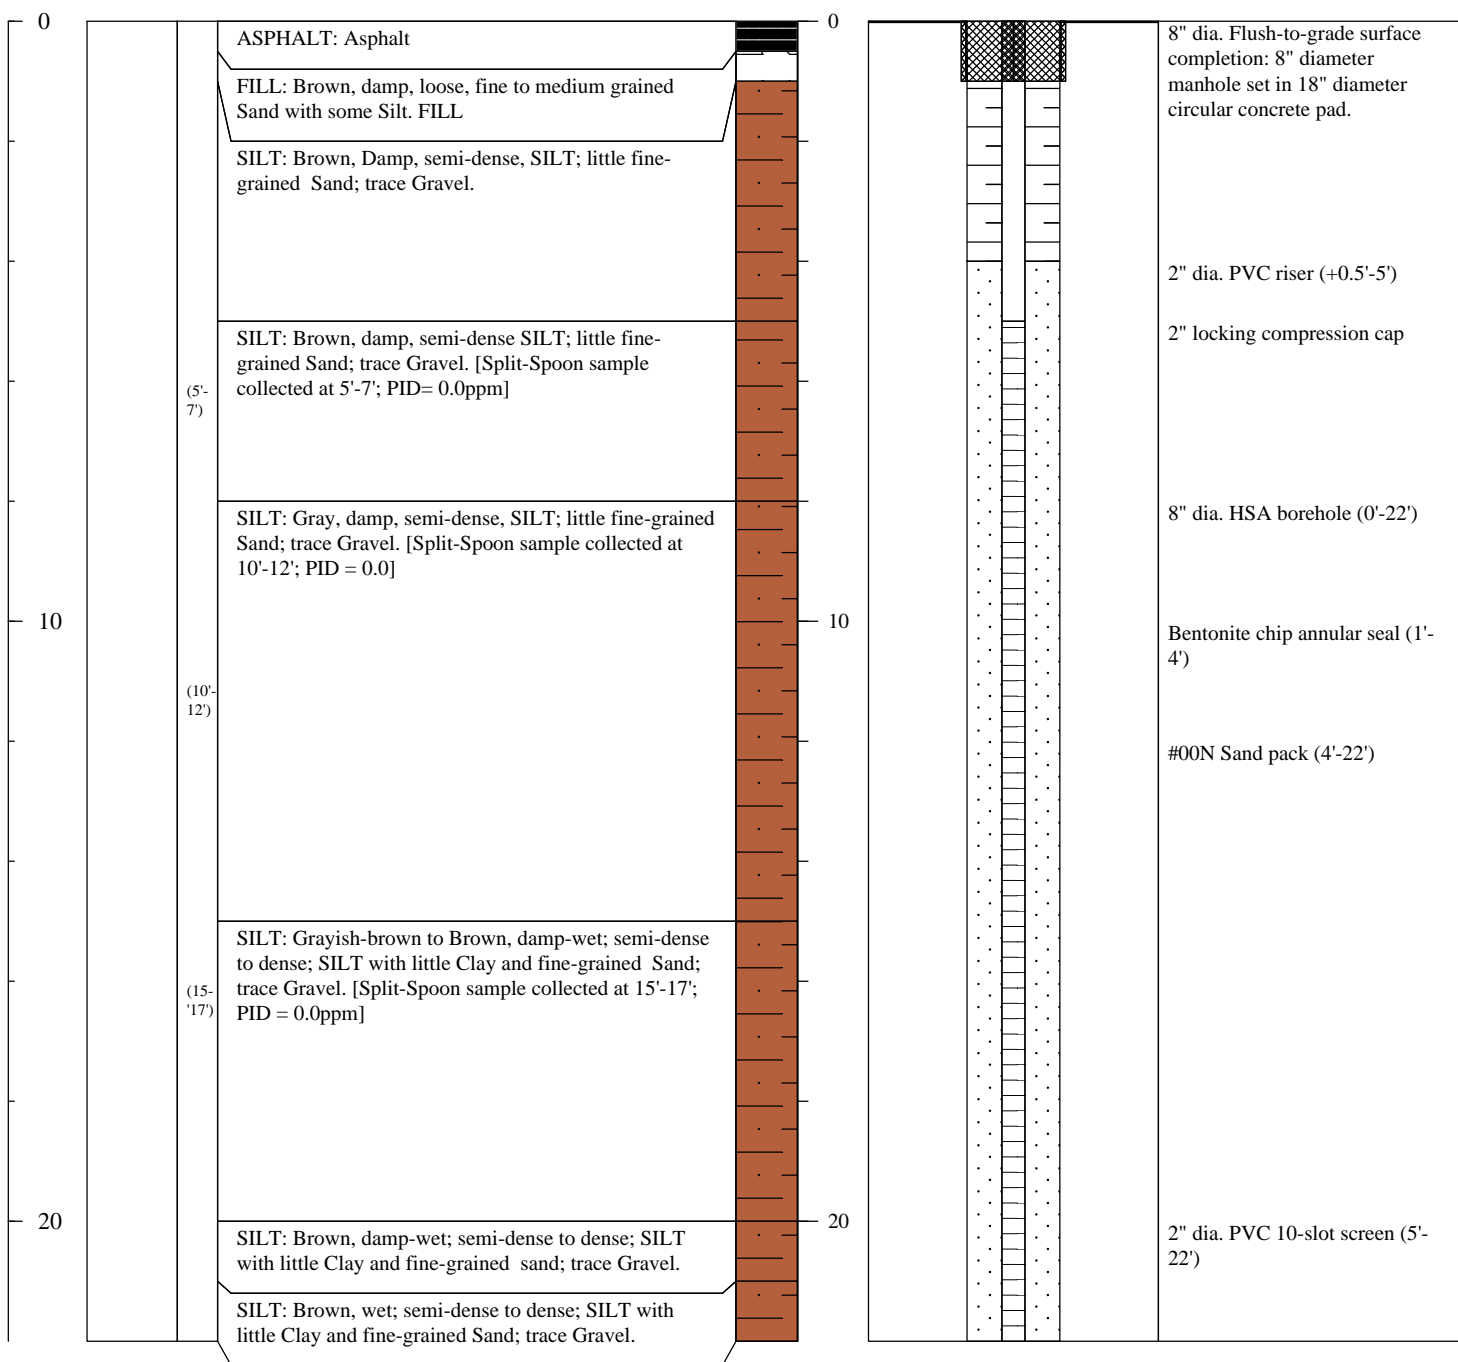 0
ASPHALT: Asphalt
FILL: Brown, damp, loose, fine to medium grained
Sand with some Silt. FILL
SILT: Brown, Damp, semi-dense, SILT; little fine-
grained  Sand; trace Gravel.
SILT: Brown, damp, semi-dense SILT; little fine-
grained Sand; trace Gravel. [Split-Spoon sample
collected at 5'-7'; PID= 0.0ppm]
(5'-
7')
SILT: Gray, damp, semi-dense, SILT; little fine-grained
Sand; trace Gravel. [Split-Spoon sample collected at
10'-12'; PID = 0.0]
10
(10'-
12')
SILT: Grayish-brown to Brown, damp-wet; semi-dense
to dense; SILT with little Clay and fine-grained  Sand;
trace Gravel. [Split-Spoon sample collected at 15'-17';
PID = 0.0ppm]
(15-
'17')
20
SILT: Brown, damp-wet; semi-dense to dense; SILT
with little Clay and fine-grained  sand; trace Gravel.
SILT: Brown, wet; semi-dense to dense; SILT with
little Clay and fine-grained Sand; trace Gravel.
0
10
20
8" dia. Flush-to-grade surface
completion: 8" diameter
manhole set in 18" diameter
circular concrete pad.
2" dia. PVC riser (+0.5'-5')
2" locking compression cap
8" dia. HSA borehole (0'-22')
Bentonite chip annular seal (1'-
4')
#00N Sand pack (4'-22')
2" dia. PVC 10-slot screen (5'-
22')